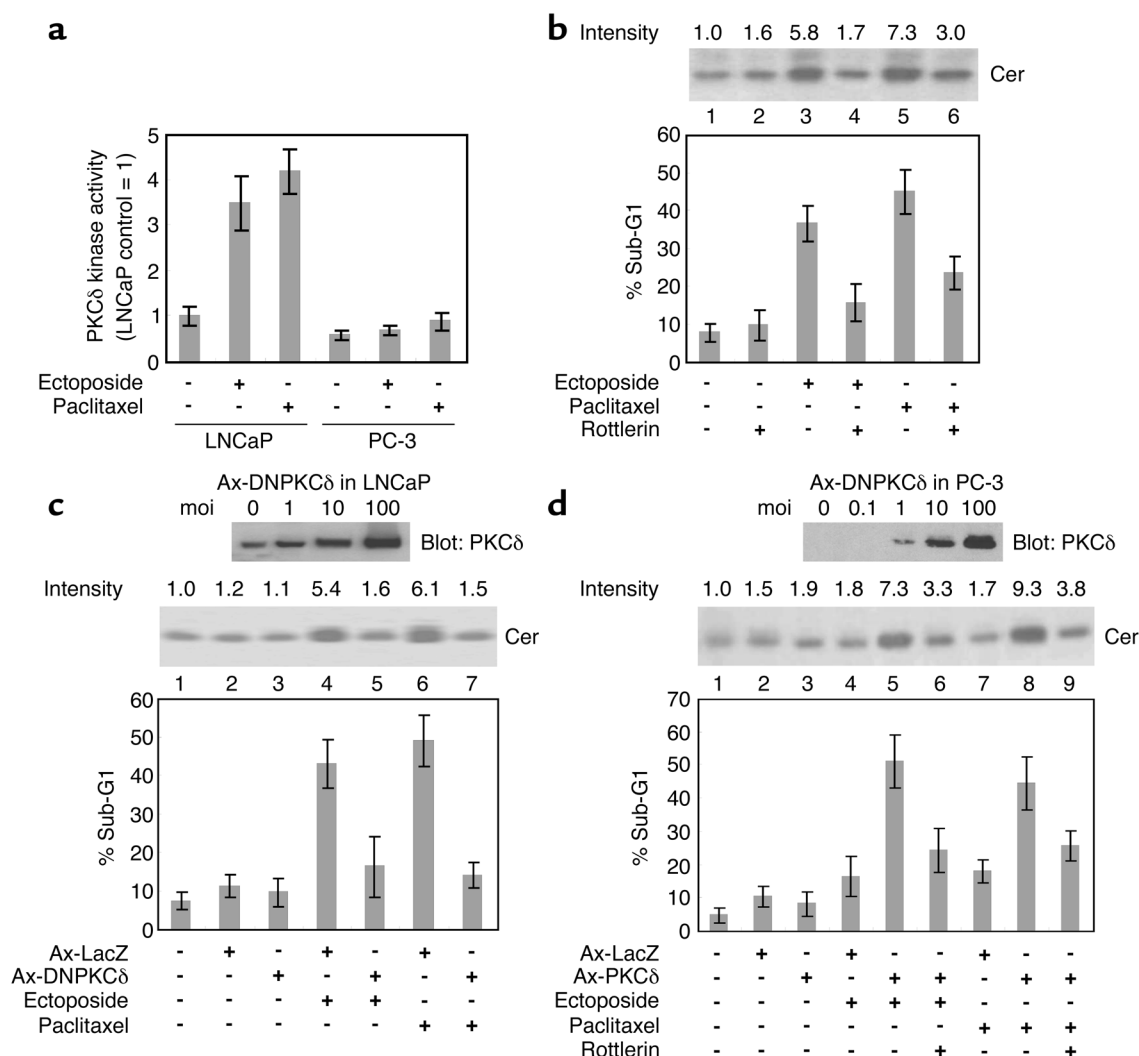 a
PKCδ kinase activity
(LNCaP control = 1)
5
4
3
2
1
0
Ectoposide - + - - + -
Paclitaxel - - + - - +
LNCaP PC-3
b
Intensity 1.0 1.6 5.8 1.7 7.3 3.0
Cer
1 2 3 4 5 6
% Sub-G1
60
50
40
30
20
10
0
Ectoposide - - + + - -
Paclitaxel - - - - + +
Rottlerin - + - + - +
c
Ax-DNPKCδ in LNCaP
moi 0 1 10 100
Blot: PKCδ
Intensity 1.0 1.2 1.1 5.4 1.6 6.1 1.5
Cer
1 2 3 4 5 6 7
% Sub-G1
60
50
40
30
20
10
0
Ax-LacZ - + - + - + -
Ax-DNPKCδ - - + - + - +
Ectoposide - - - + + - -
Paclitaxel - - - - - + +
d
Ax-DNPKCδ in PC-3
moi 0 0.1 1 10 100
Blot: PKCδ
Intensity 1.0 1.5 1.9 1.8 7.3 3.3 1.7 9.3 3.8
Cer
1 2 3 4 5 6 7 8 9
% Sub-G1
70
60
50
40
30
20
10
0
Ax-LacZ - + - + - - + - -
Ax-PKCδ - - + - + + - + +
Ectoposide - - - + + + - - -
Paclitaxel - - - - - - + + +
Rottlerin - - - - - + - - +